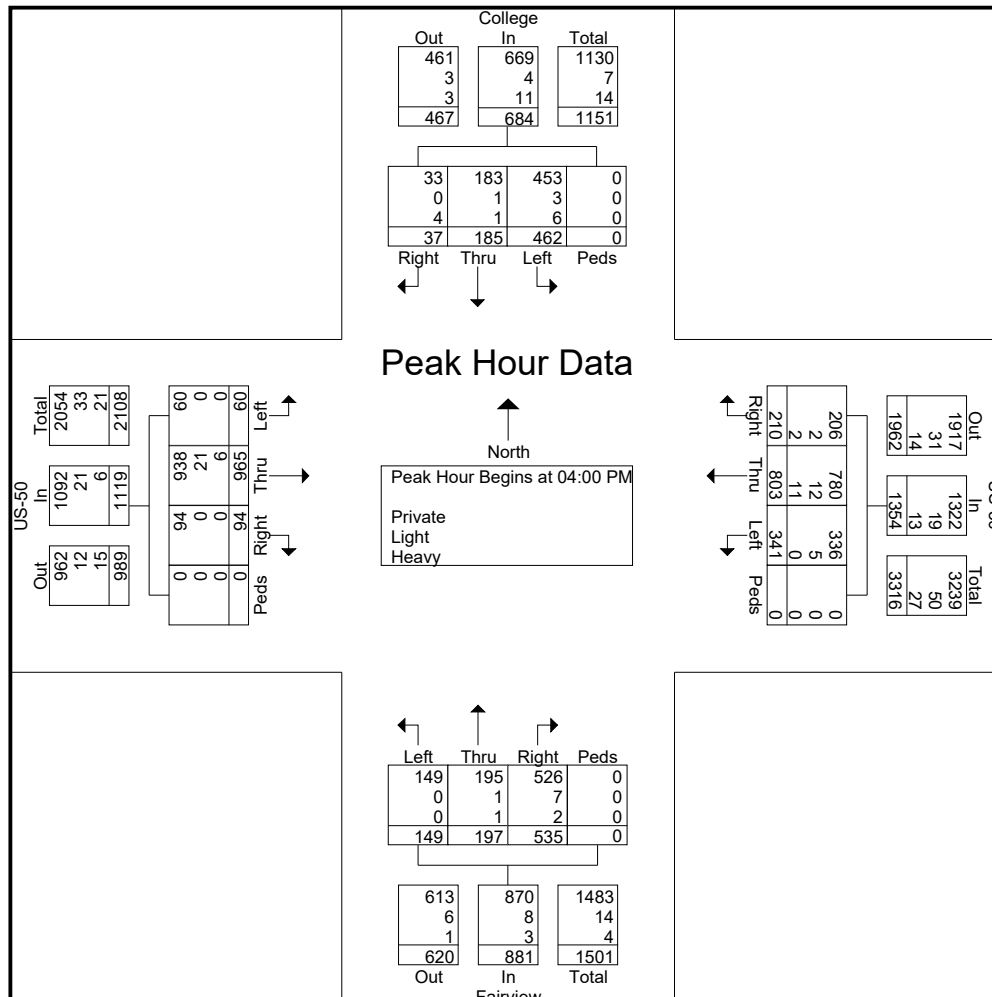 College
Out In Total
461 669 1130
3 4 7
3 11 14
467 684 1151
33 183 453 0
0 1 3 0
4 1 6 0
37 185 462 0
Right Thru Left Peds
Peak Hour Data
North
Peak Hour Begins at 04:00 PM
Private
Light
Heavy
US-50
Total In Out
2054 1092 962
33 21 12
21 6 15
2108 1119 989
60 938 94 0
0 21 0 0
0 6 0 0
60 965 94 0
Left Thru Right Peds
Out In Total
1917 1322 3239
31 19 50
14 13 27
1962 1354 3316
206 780 336 0
2 12 5 0
2 11 0 0
210 803 341 0
Right Thru Left Peds
Left Thru Right Peds
149 195 526 0
0 1 7 0
0 1 2 0
149 197 535 0
613 870 1483
6 8 14
1 3 4
620 881 1501
Out In Total
Fairview